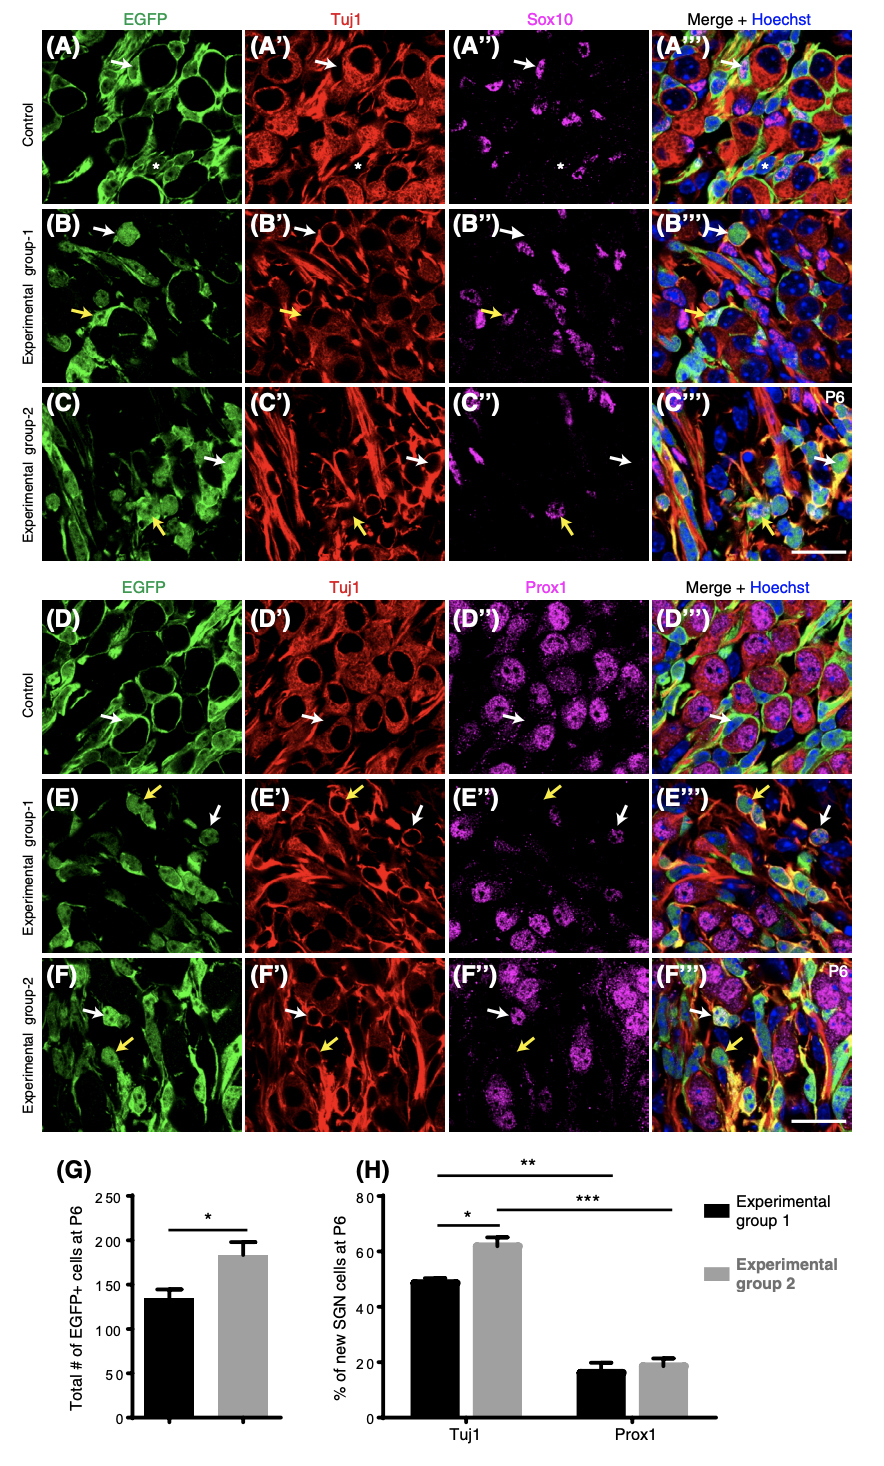 EGFP Tuj1 Sox10 Merge + Hoechst
Control
(A) (A') (A'') (A''')
* * * *
Experimental group-1
(B) (B') (B'') (B''')
Experimental group-2
(C) (C') (C'') (C''') P6
EGFP Tuj1 Prox1 Merge + Hoechst
Control
(D) (D') (D'') (D''')
Experimental group-1
(E) (E') (E'') (E''')
Experimental group-2
(F) (F') (F'') (F''') P6
(G)
Total # of EGFP+ cells at P6
250
200
150
100
50
0
*
(H)
% of new SGN cells at P6
80
60
40
20
0
**
***
*
Tuj1 Prox1
Experimental
group 1
Experimental
group 2